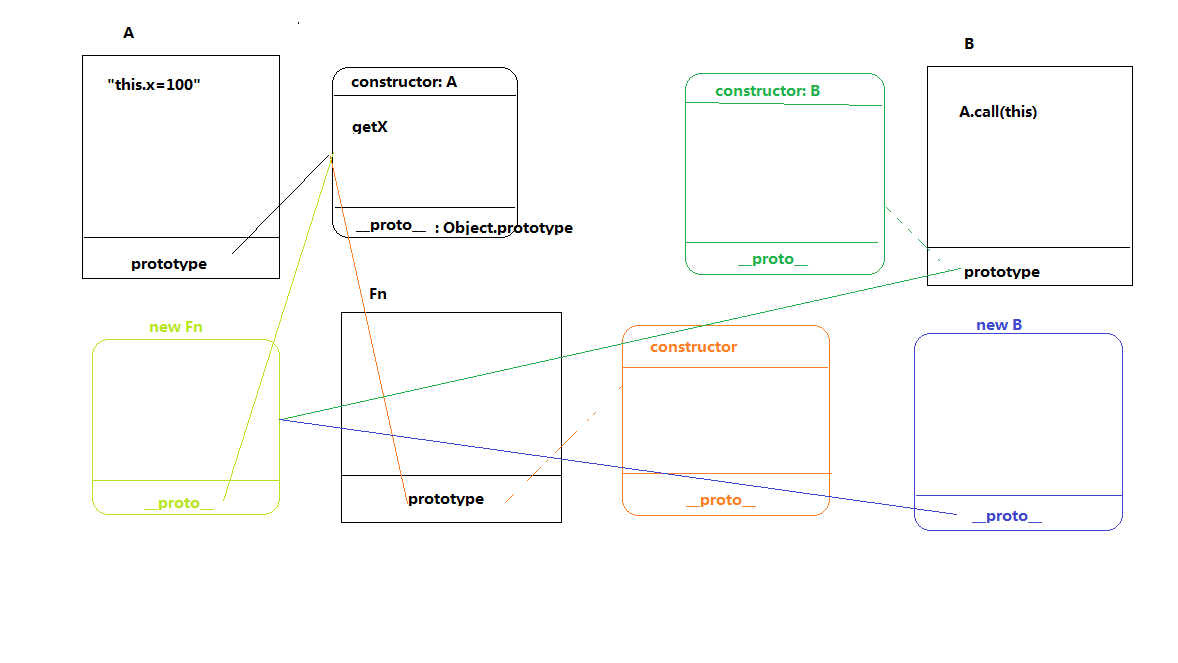 A
"this.x=100"
prototype
constructor: A
getX
__proto__ : Object.prototype
constructor: B
__proto__
B
A.call(this)
prototype
new Fn
__proto__
Fn
prototype
constructor
__proto__
new B
__proto__